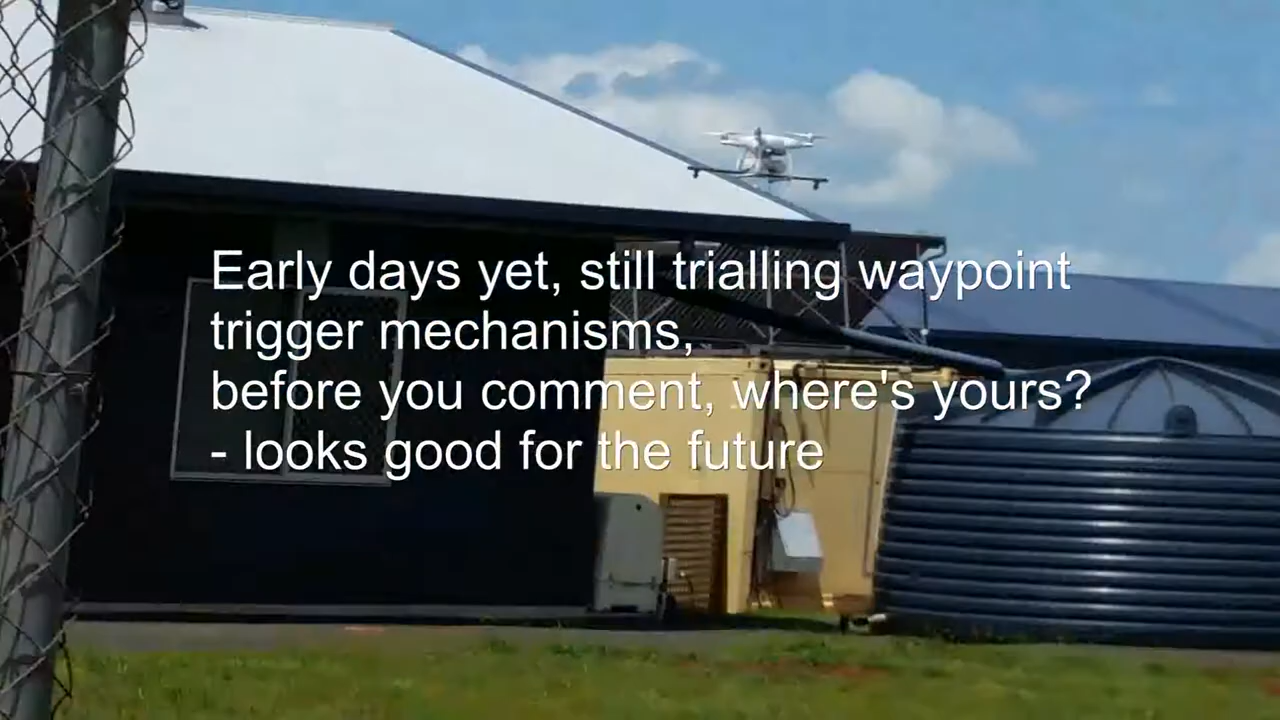 Early days yet, still trialling waypoint
trigger mechanisms,
before you comment, where's yours?
- looks good for the future